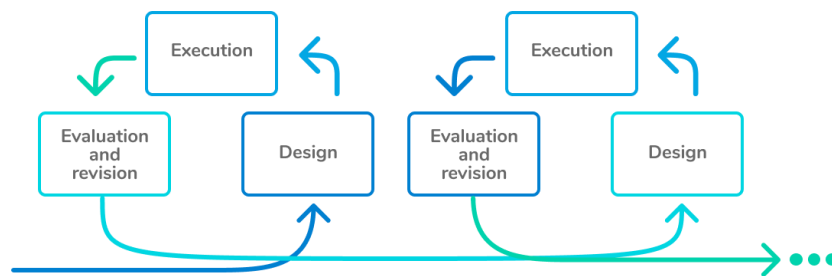 Execution
Execution
Evaluation
and
revision
Design
Evaluation
and
revision
Design